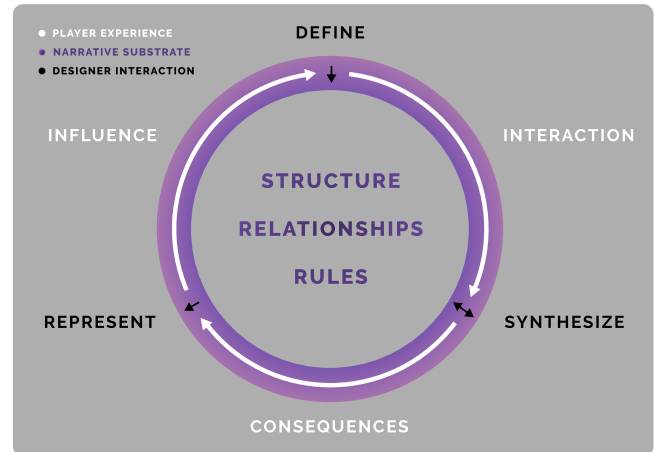 DEFINE
PLAYER EXPERIENCE
NARRATIVE SUBSTRATE
DESIGNER INTERACTION
INFLUENCE
INTERACTION
STRUCTURE
RELATIONSHIPS
RULES
REPRESENT
SYNTHESIZE
CONSEQUENCES